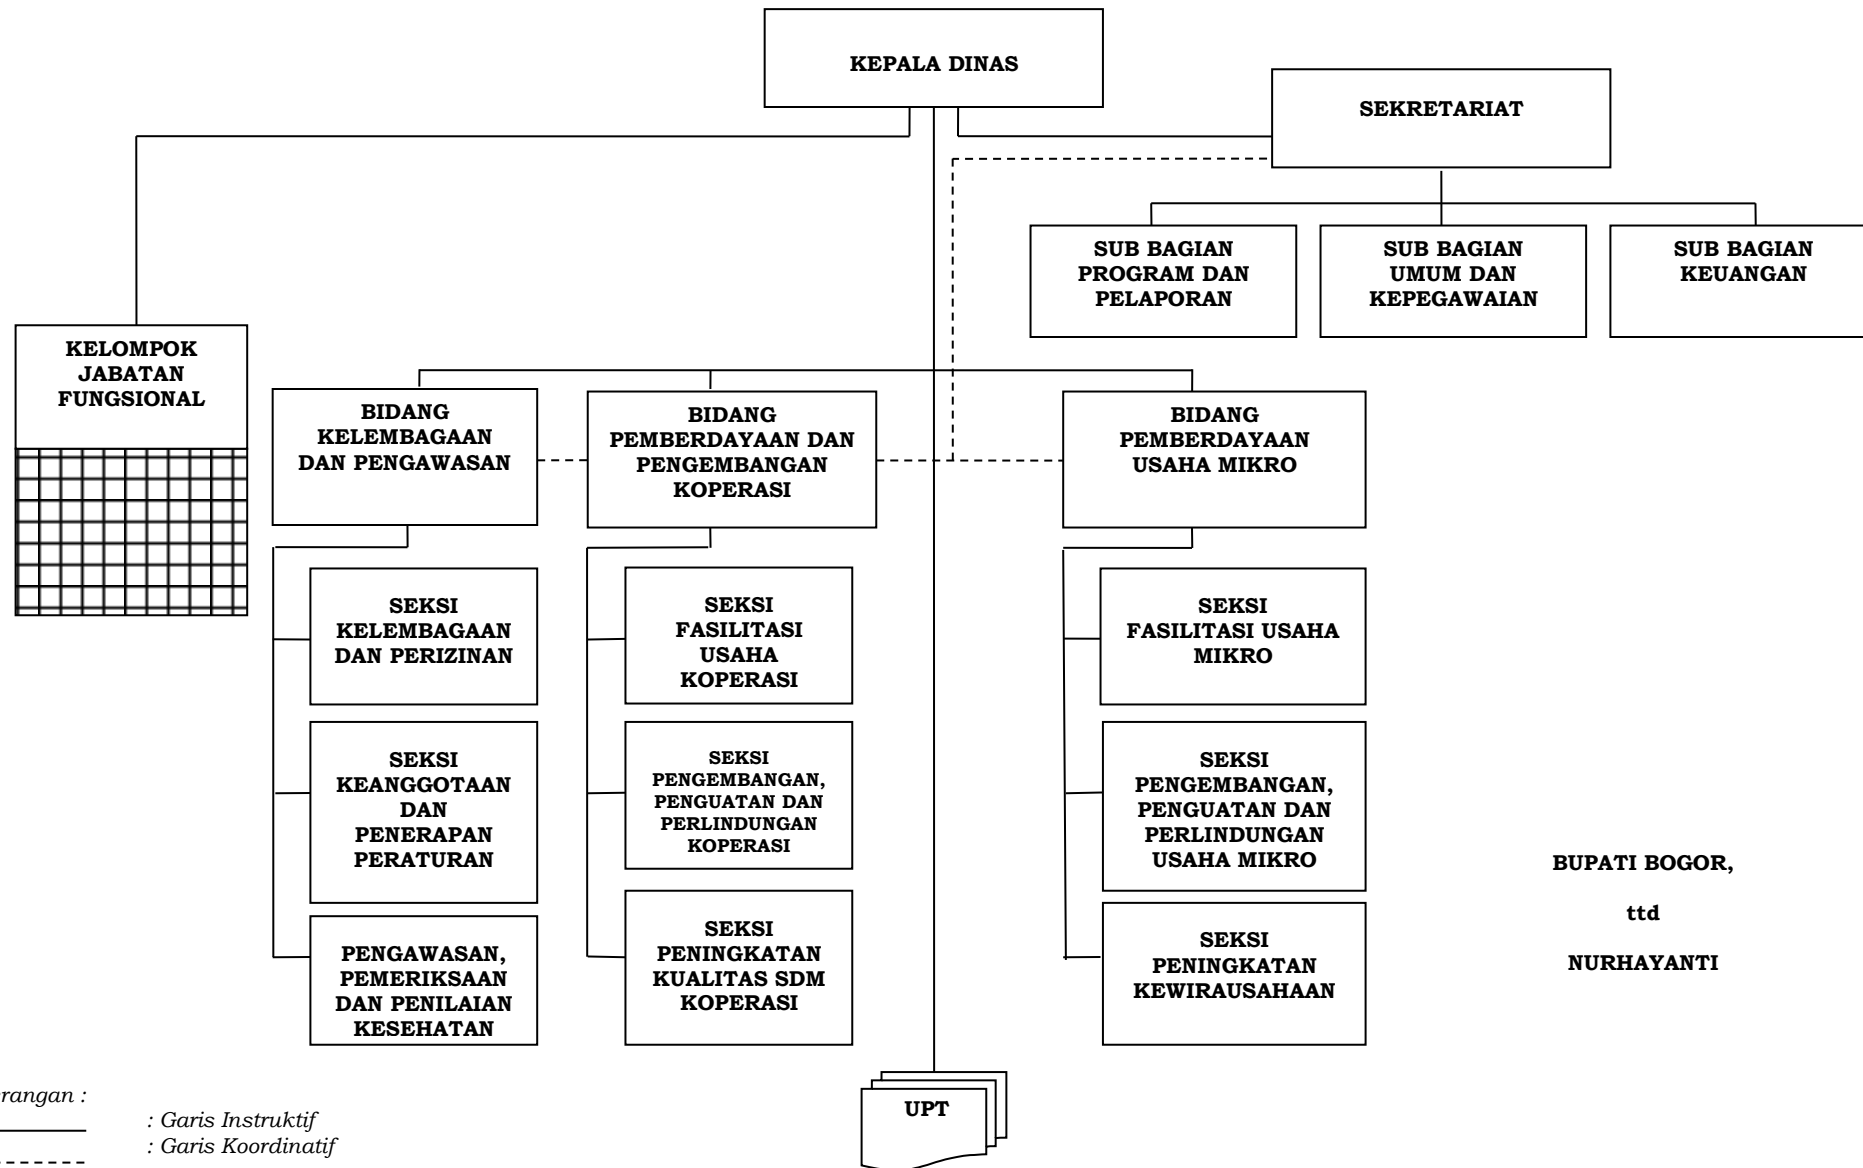 KEPALA DINAS
SEKRETARIAT
SUB BAGIAN
PROGRAM DAN
PELAPORAN
SUB BAGIAN
UMUM DAN
KEPEGAWAIAN
SUB BAGIAN
KEUANGAN
KELOMPOK
JABATAN
FUNGSIONAL
BIDANG
KELEMBAGAAN
DAN PENGAWASAN
BIDANG
PEMBERDAYAAN DAN
PENGEMBANGAN
KOPERASI
BIDANG
PEMBERDAYAAN
USAHA MIKRO
SEKSI
KELEMBAGAAN
DAN PERIZINAN
SEKSI
FASILITASI
USAHA
KOPERASI
SEKSI
FASILITASI USAHA
MIKRO
SEKSI
KEANGGOTAAN
DAN
PENERAPAN
PERATURAN
SEKSI
PENGEMBANGAN,
PENGUATAN DAN
PERLINDUNGAN
KOPERASI
SEKSI
PENGEMBANGAN,
PENGUATAN DAN
PERLINDUNGAN
USAHA MIKRO
PENGAWASAN,
PEMERIKSAAN
DAN PENILAIAN
KESEHATAN
SEKSI
PENINGKATAN
KUALITAS SDM
KOPERASI
SEKSI
PENINGKATAN
KEWIRAUSAHAAN
BUPATI BOGOR,
ttd
NURHAYANTI
UPT
erangan :
: Garis Instruktif
: Garis Koordinatif